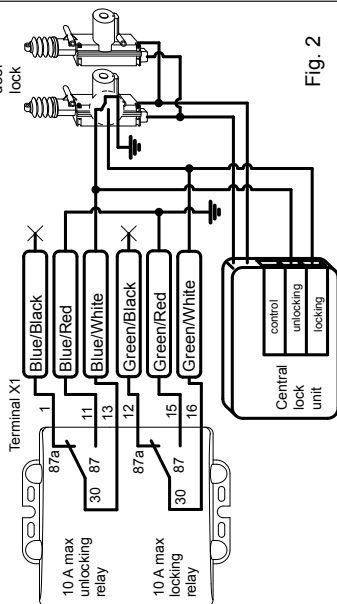 door
lock
Fig. 2
Terminal X1
Blue/Black
Blue/Red
Blue/White
Green/Black
Green/Red
Green/White
1
11
13
12
15
16
87a
87
30
87a
87
30
10 A max
unlocking
relay
10 A max
locking
relay
control
unlocking
locking
Central
lock
unit